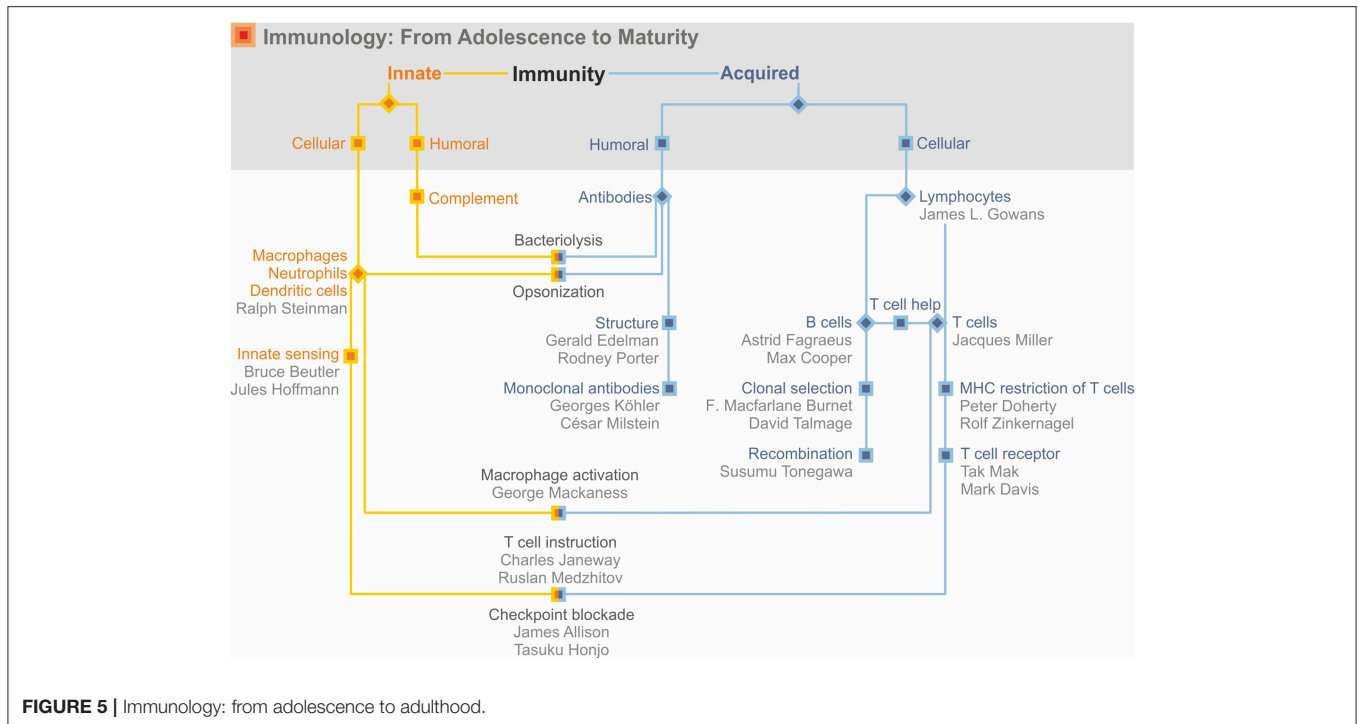 Immunology: From Adolescence to Maturity
Innate
Immunity
Acquired
Cellular
Humoral
Humoral
Cellular
Complement
Antibodies
Lymphocytes
James L. Gowans
Bacteriolysis
Macrophages
Neutrophils
Dendritic cells
Ralph Steinman
Opsonization
T cell help
Structure
Gerald Edelman
Rodney Porter
B cells
Astrid Fagraeus
Max Cooper
T cells
Jacques Miller
Innate sensing
Bruce Beutler
Jules Hoffmann
Monoclonal antibodies
Georges Köhler
César Milstein
Clonal selection
F. Macfarlane Burnet
David Talmage
MHC restriction of T cells
Peter Doherty
Rolf Zinkernagel
Recombination
Susumu Tonegawa
T cell receptor
Tak Mak
Mark Davis
Macrophage activation
George Mackaness
T cell instruction
Charles Janeway
Ruslan Medzhitov
Checkpoint blockade
James Allison
Tasuku Honjo
FIGURE 5 | Immunology: from adolescence to adulthood.